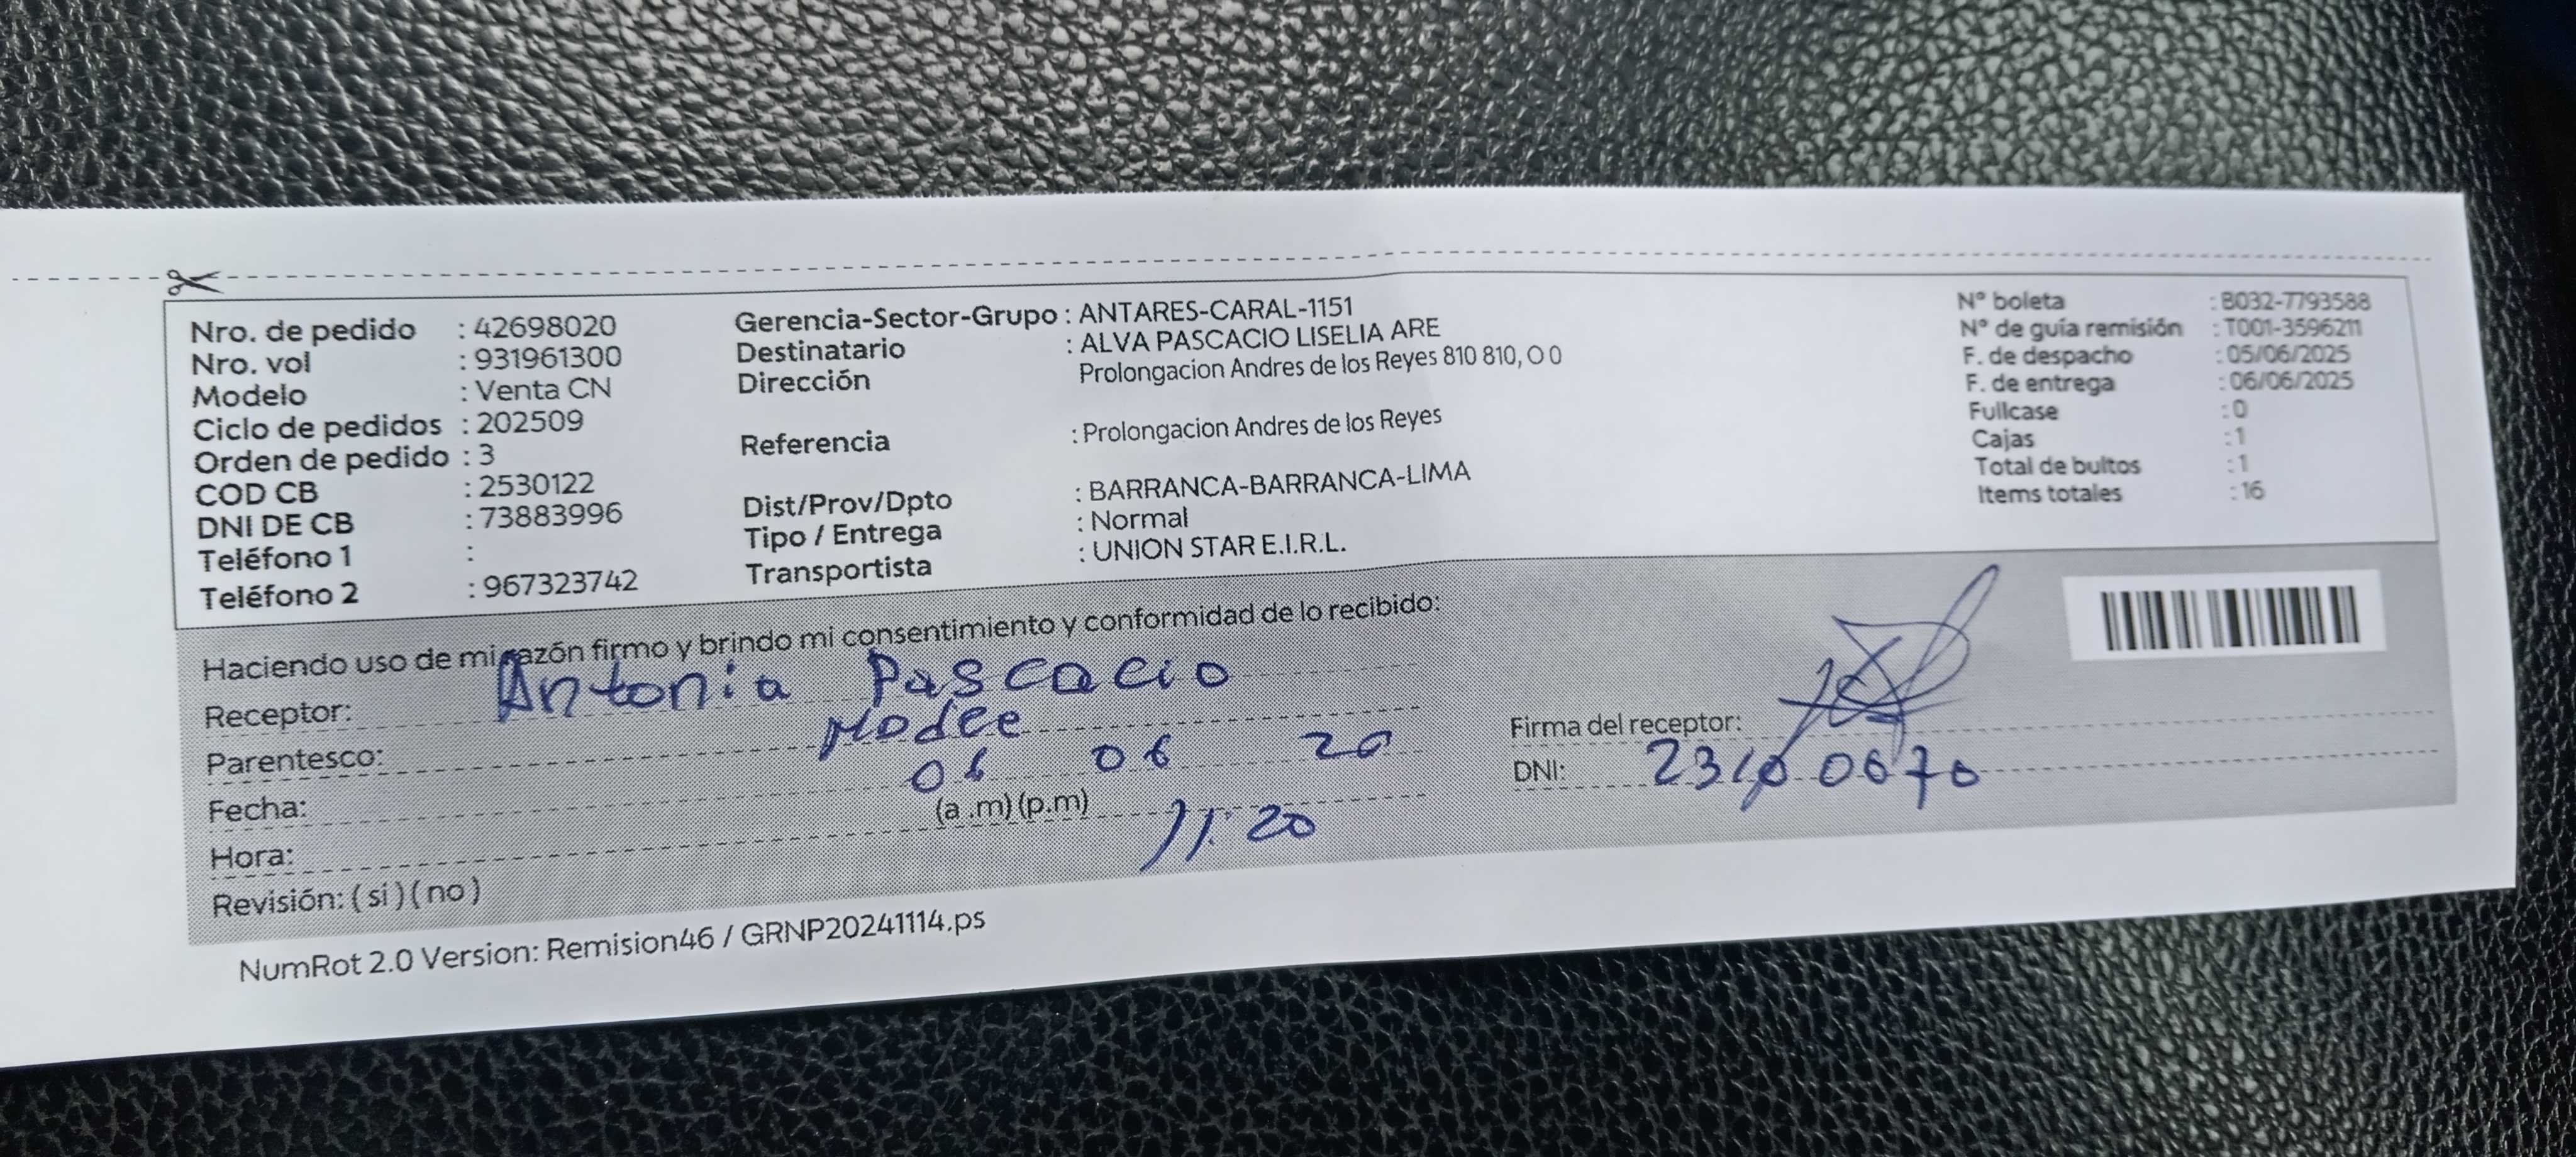 Nro. de pedido : 42698020
Nro. vol : 931961300
Modelo : Venta CN
Ciclo de pedidos : 202509
Orden de pedido : 3
COD CB : 2530122
DNI DE CB : 73883996
Teléfono 1 :
Teléfono 2 : 967323742
Gerencia-Sector-Grupo : ANTARES-CARAL-1151
Destinatario : ALVA PASCACIO LISELIA ARE
Dirección Prolongacion Andres de los Reyes 810 810, O 0
Referencia : Prolongacion Andres de los Reyes
Dist/Prov/Dpto : BARRANCA-BARRANCA-LIMA
Tipo / Entrega : Normal
Transportista : UNION STAR E.I.R.L.
N° boleta : B032-7793588
N° de guía remisión : T001-3596211
F. de despacho : 05/06/2025
F. de entrega : 06/06/2025
Fullcase : 0
Cajas : 1
Total de bultos : 1
Items totales : 16
Haciendo uso de mi razón firmo y brindo mi consentimiento y conformidad de lo recibido:
Receptor: Antonia Pascacio
Parentesco:
Fecha: 06 06 20
Hora: (a .m) (p.m) 11:20
Revisión: ( si ) ( no )
Firma del receptor:
DNI:
NumRot 2.0 Version: Remision46 / GRNP20241114.ps